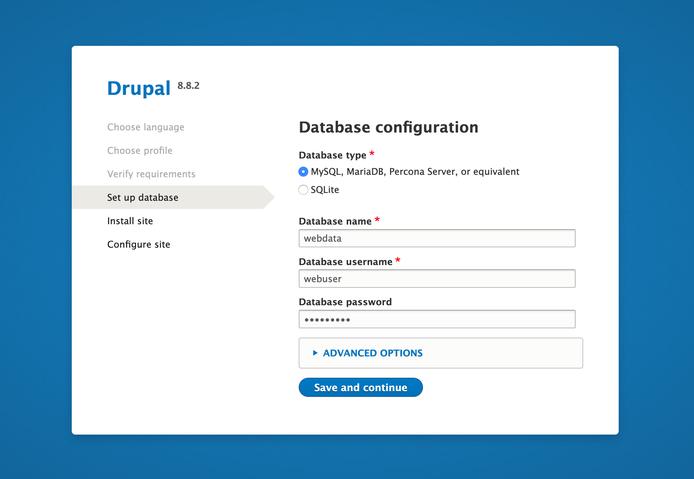 Drupal 8.8.2
Choose language
Choose profile
Verify requirements
Set up database
Install site
Configure site
Database configuration
Database type *
MySQL, MariaDB, Percona Server, or equivalent
SQLite
Database name *
webdata
Database username *
webuser
Database password
•••••••••
ADVANCED OPTIONS
Save and continue